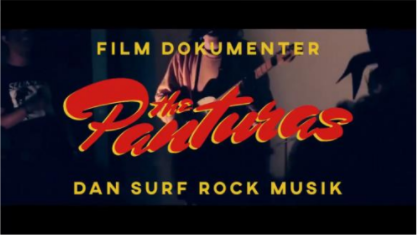 FILM DOKUMENTER
the
Panturas
DAN SURF ROCK MUSIK